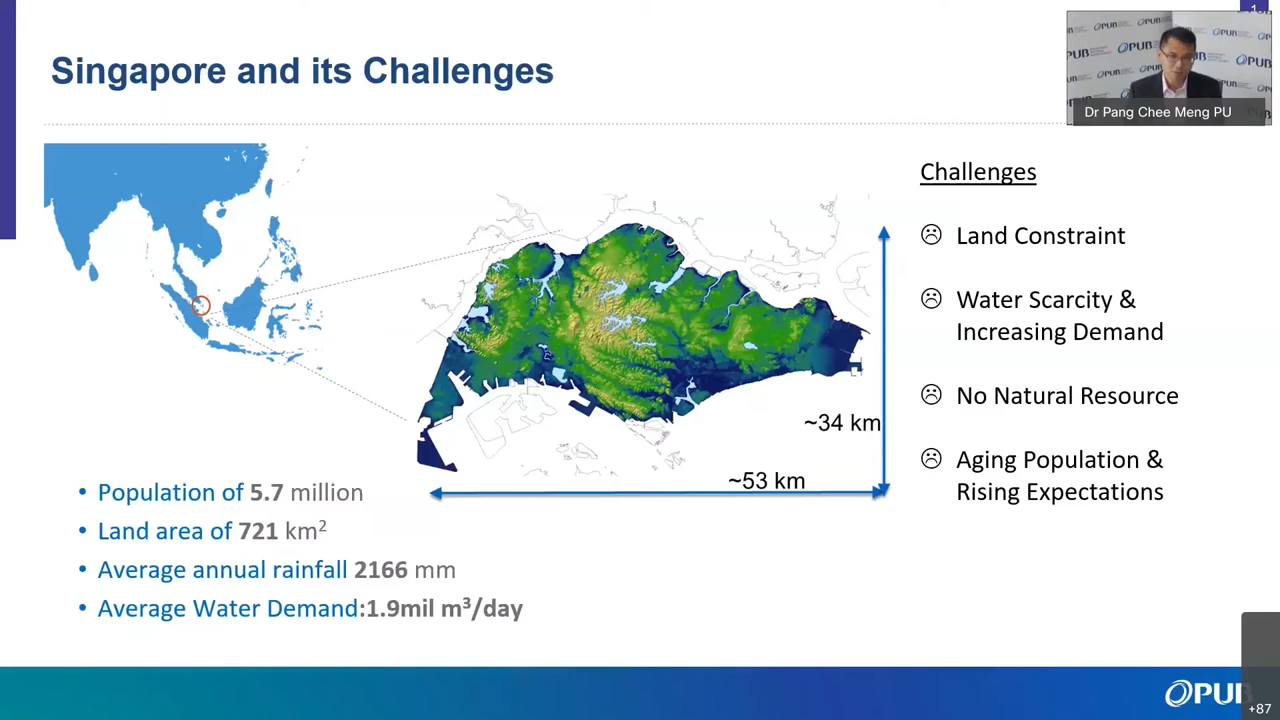 1
Singapore and its Challenges
PUB
Dr Pang Chee Meng PU
Challenges
☹ Land Constraint
☹ Water Scarcity &
Increasing Demand
☹ No Natural Resource
☹ Aging Population &
Rising Expectations
~34 km
~53 km
• Population of 5.7 million
• Land area of 721 km²
• Average annual rainfall 2166 mm
• Average Water Demand:1.9mil m³/day
PUB
+87